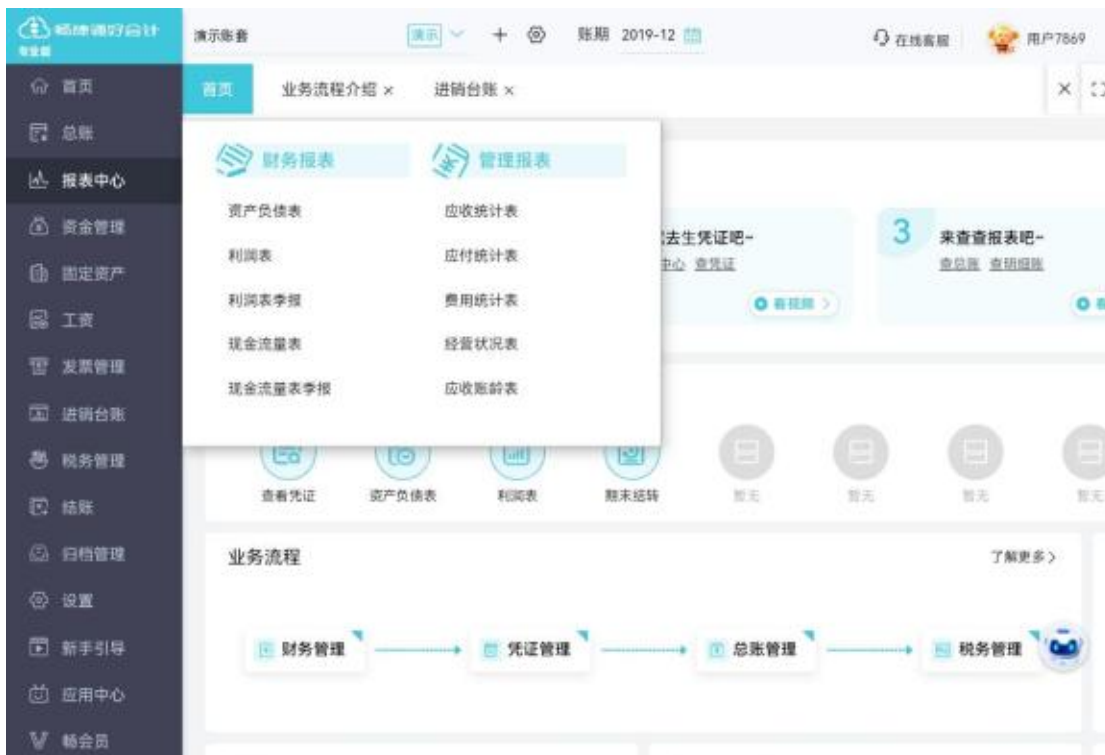 畅捷通好会计
专业版
演示账套
演示
账期 2019-12
在线客服
用户7869
首页
总账
报表中心
资金管理
固定资产
工资
发票管理
进销台账
税务管理
结账
归档管理
设置
新手引导
应用中心
畅会员
首页 业务流程介绍 × 进销台账 ×
财务报表
资产负债表
利润表
利润表季报
现金流量表
现金流量表季报
管理报表
应收统计表
应付统计表
费用统计表
经营状况表
应收账龄表
去生凭证吧~
中心 查凭证
看视频
3
来查查报表吧~
查总账 查明细账
查看凭证
资产负债表
利润表
期末结转
暂无
暂无
暂无
暂无
业务流程
了解更多
财务管理
凭证管理
总账管理
税务管理